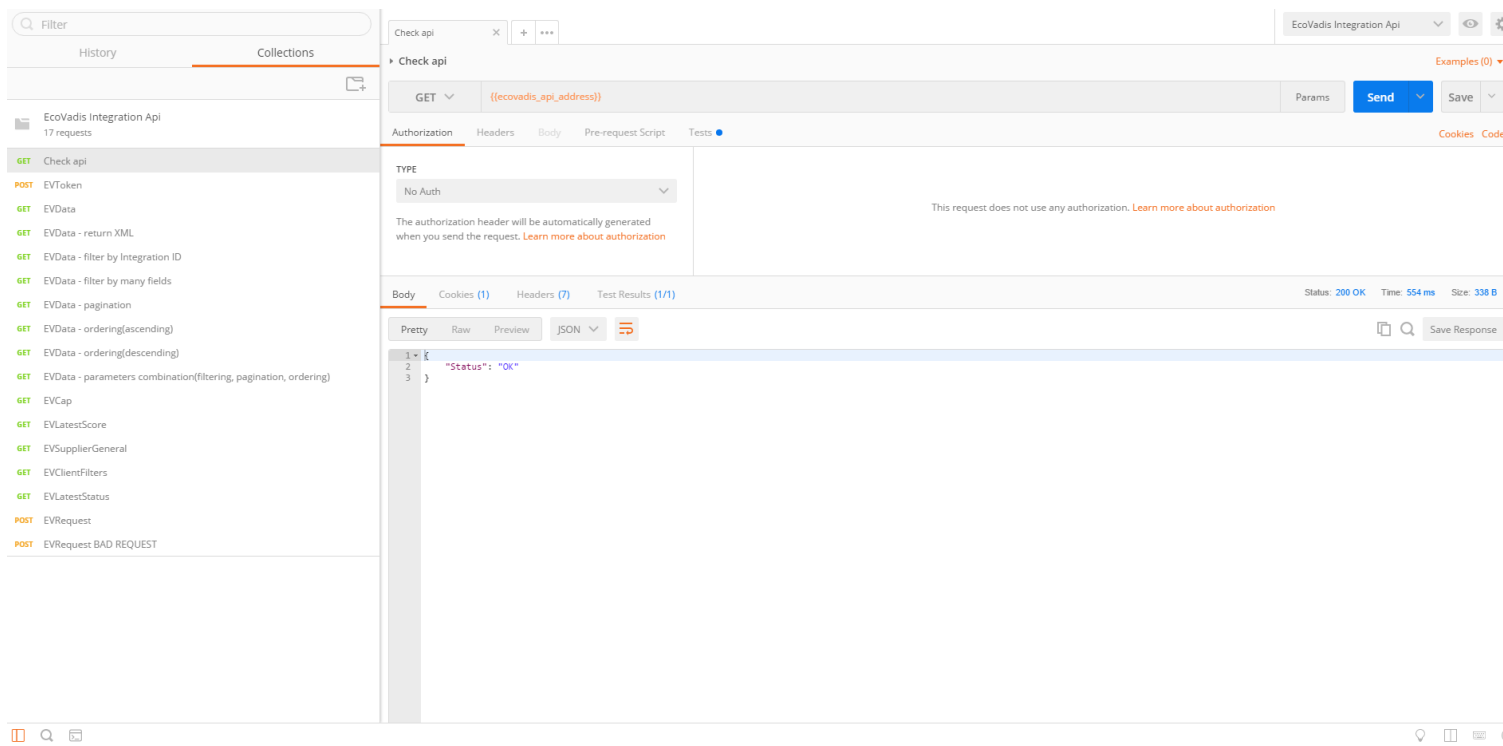 Filter
History Collections
EcoVadis Integration Api
17 requests
GET Check api
POST EVToken
GET EVData
GET EVData - return XML
GET EVData - filter by Integration ID
GET EVData - filter by many fields
GET EVData - pagination
GET EVData - ordering(ascending)
GET EVData - ordering(descending)
GET EVData - parameters combination(filtering, pagination, ordering)
GET EVCap
GET EVLatestScore
GET EVSupplierGeneral
GET EVClientFilters
GET EVLatestStatus
POST EVRequest
POST EVRequest BAD REQUEST
Check api
EcoVadis Integration Api
Check api
Examples (0)
GET {{ecovadis_api_address}} Params Send Save
Authorization Headers Body Pre-request Script Tests Cookies Code
TYPE
No Auth
The authorization header will be automatically generated
when you send the request. Learn more about authorization
This request does not use any authorization. Learn more about authorization
Body Cookies (1) Headers (7) Test Results (1/1) Status: 200 OK Time: 554 ms Size: 338 B
Pretty Raw Preview JSON Save Response
1 {
2 "Status": "OK"
3 }